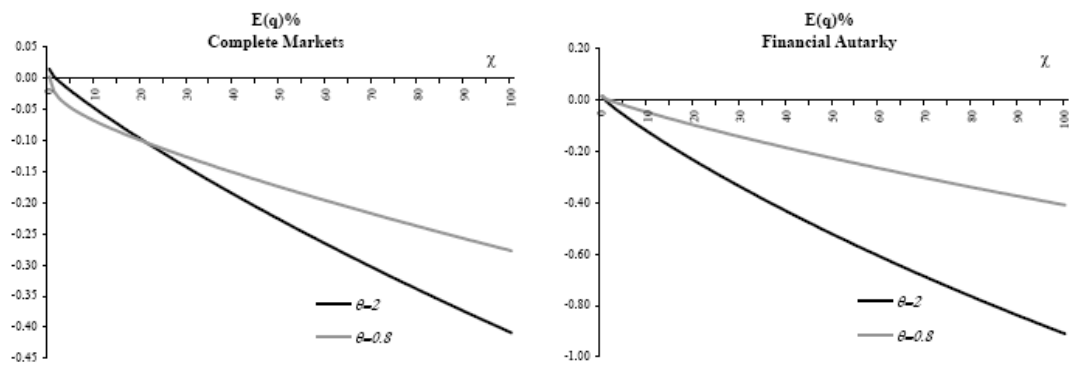 E(q)%
Complete Markets
0.05
χ
0.00
0 10 20 30 40 50 60 70 80 90 100
-0.05
-0.10
-0.15
-0.20
-0.25
-0.30
-0.35
-0.40
-0.45
θ=2
θ=0.8
E(q)%
Financial Autarky
0.20
χ
0.00
0 10 20 30 40 50 60 70 80 90 100
-0.20
-0.40
-0.60
-0.80
-1.00
θ=2
θ=0.8